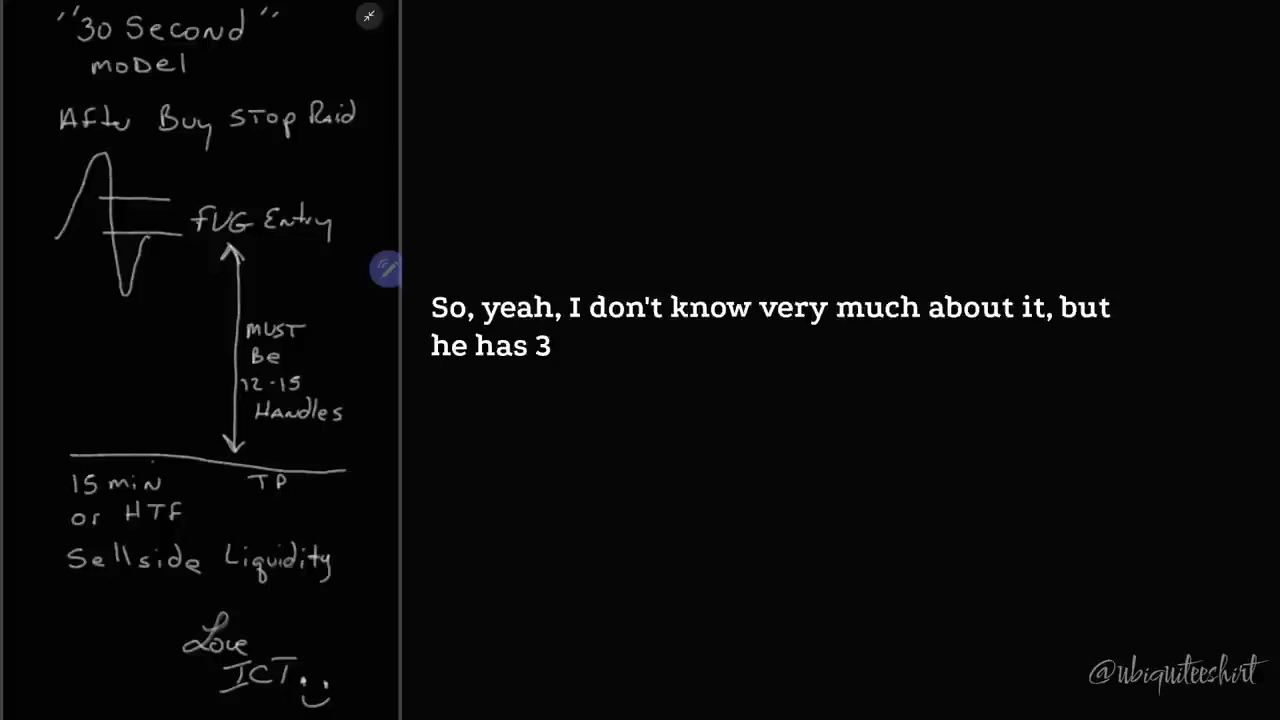 "30 Second"
moDel
After Buy STop Raid
FVG Entry
MUST
Be
12-15
HANDles
15 min
TP
or HTF
Sellside Liquidity
Love
ICT
So, yeah, I don't know very much about it, but
he has 3
@ubiquiteeshirt